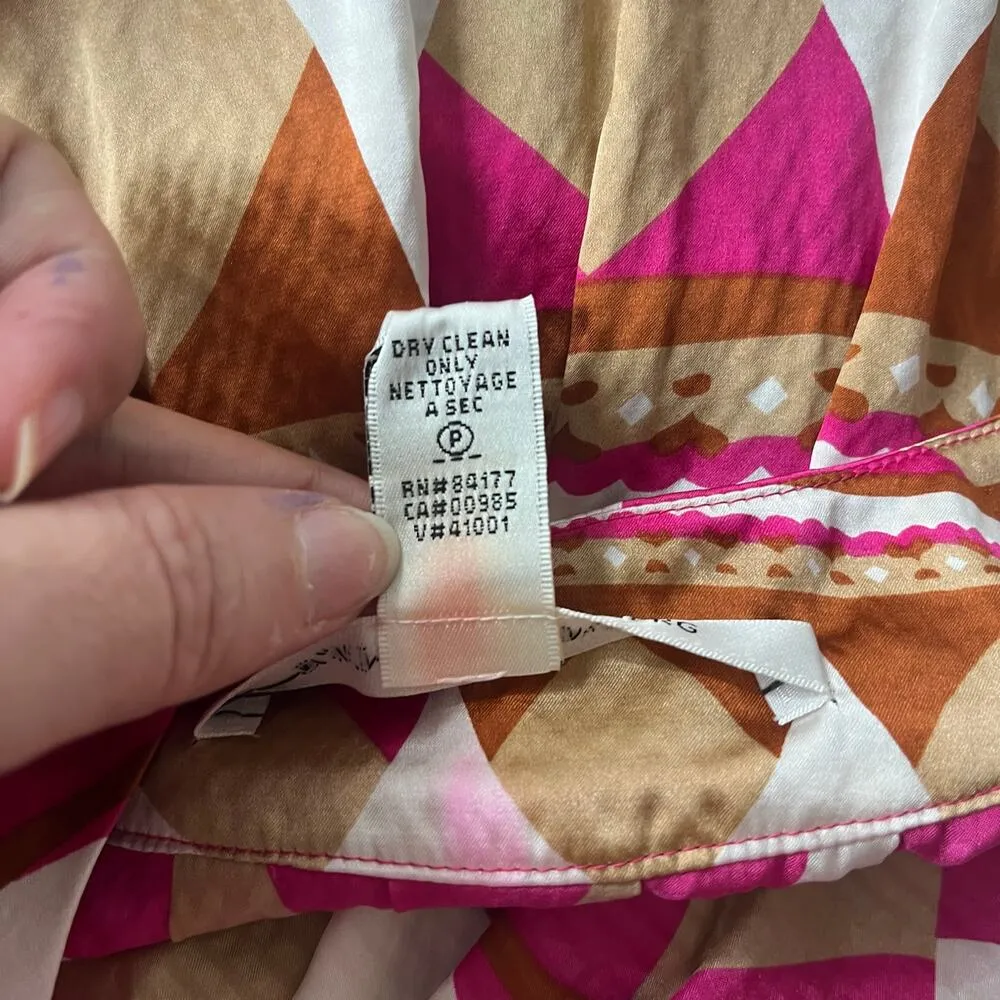 DRY CLEAN
ONLY
NETTOYAGE
A SEC
P
RN#84177
CA#00985
V#41001